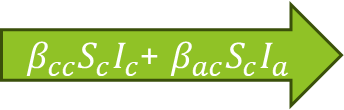 β_cc S_c I_c + β_ac S_c I_a